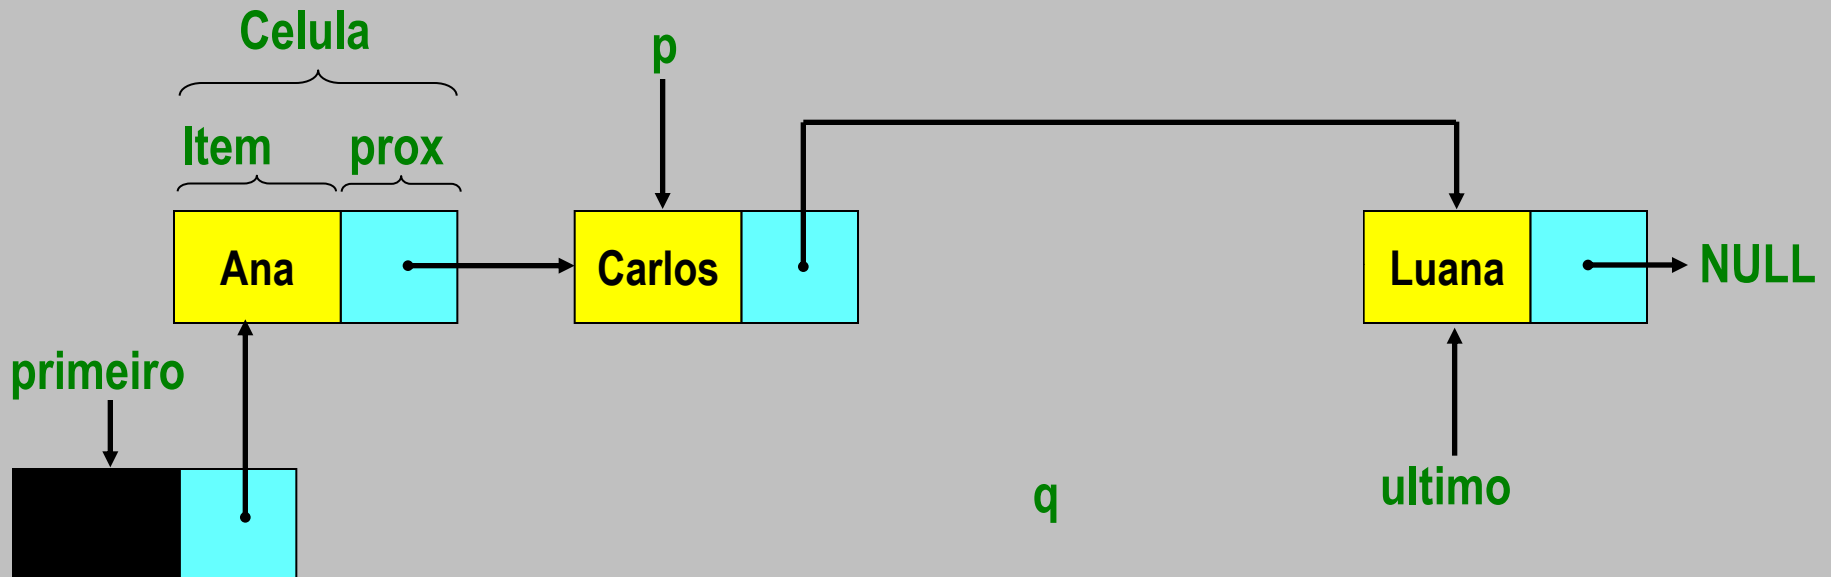 Celula
p
Item
prox
Ana
Carlos
Luana
NULL
primeiro
q
ultimo